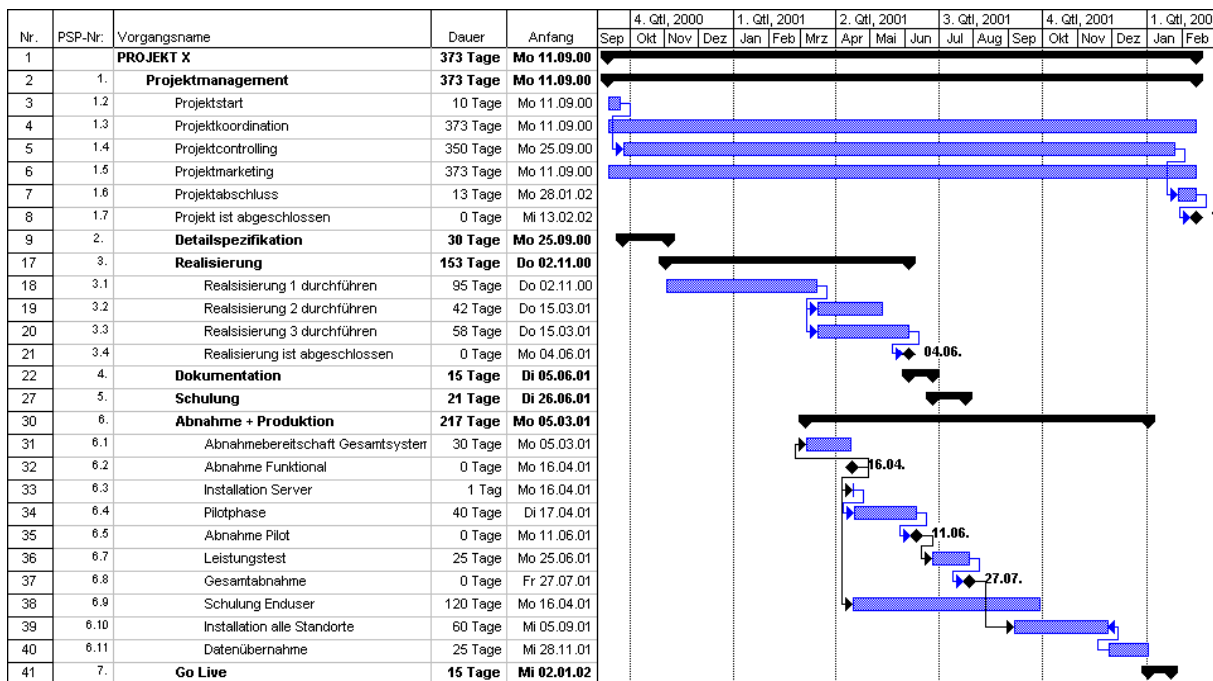 4. Qtl, 2000 1. Qtl, 2001 2. Qtl, 2001 3. Qtl, 2001 4. Qtl, 2001 1. Qtl, 200
Nr. PSP-Nr: Vorgangsname Dauer Anfang Sep Okt Nov Dez Jan Feb Mrz Apr Mai Jun Jul Aug Sep Okt Nov Dez Jan Feb
1 PROJEKT X 373 Tage Mo 11.09.00
2 1. Projektmanagement 373 Tage Mo 11.09.00
3 1.2 Projektstart 10 Tage Mo 11.09.00
4 1.3 Projektkoordination 373 Tage Mo 11.09.00
5 1.4 Projektcontrolling 350 Tage Mo 25.09.00
6 1.5 Projektmarketing 373 Tage Mo 11.09.00
7 1.6 Projektabschluss 13 Tage Mo 28.01.02
8 1.7 Projekt ist abgeschlossen 0 Tage Mi 13.02.02
9 2. Detailspezifikation 30 Tage Mo 25.09.00
17 3. Realisierung 153 Tage Do 02.11.00
18 3.1 Realsisierung 1 durchführen 95 Tage Do 02.11.00
19 3.2 Realsisierung 2 durchführen 42 Tage Do 15.03.01
20 3.3 Realsisierung 3 durchführen 58 Tage Do 15.03.01
21 3.4 Realisierung ist abgeschlossen 0 Tage Mo 04.06.01 04.06.
22 4. Dokumentation 15 Tage Di 05.06.01
27 5. Schulung 21 Tage Di 26.06.01
30 6. Abnahme + Produktion 217 Tage Mo 05.03.01
31 6.1 Abnahmebereitschaft Gesamtsystem 30 Tage Mo 05.03.01
32 6.2 Abnahme Funktional 0 Tage Mo 16.04.01 16.04.
33 6.3 Installation Server 1 Tag Mo 16.04.01
34 6.4 Pilotphase 40 Tage Di 17.04.01
35 6.5 Abnahme Pilot 0 Tage Mo 11.06.01 11.06.
36 6.7 Leistungstest 25 Tage Mo 25.06.01
37 6.8 Gesamtabnahme 0 Tage Fr 27.07.01 27.07.
38 6.9 Schulung Enduser 120 Tage Mo 16.04.01
39 6.10 Installation alle Standorte 60 Tage Mi 05.09.01
40 6.11 Datenübernahme 25 Tage Mi 28.11.01
41 7. Go Live 15 Tage Mi 02.01.02